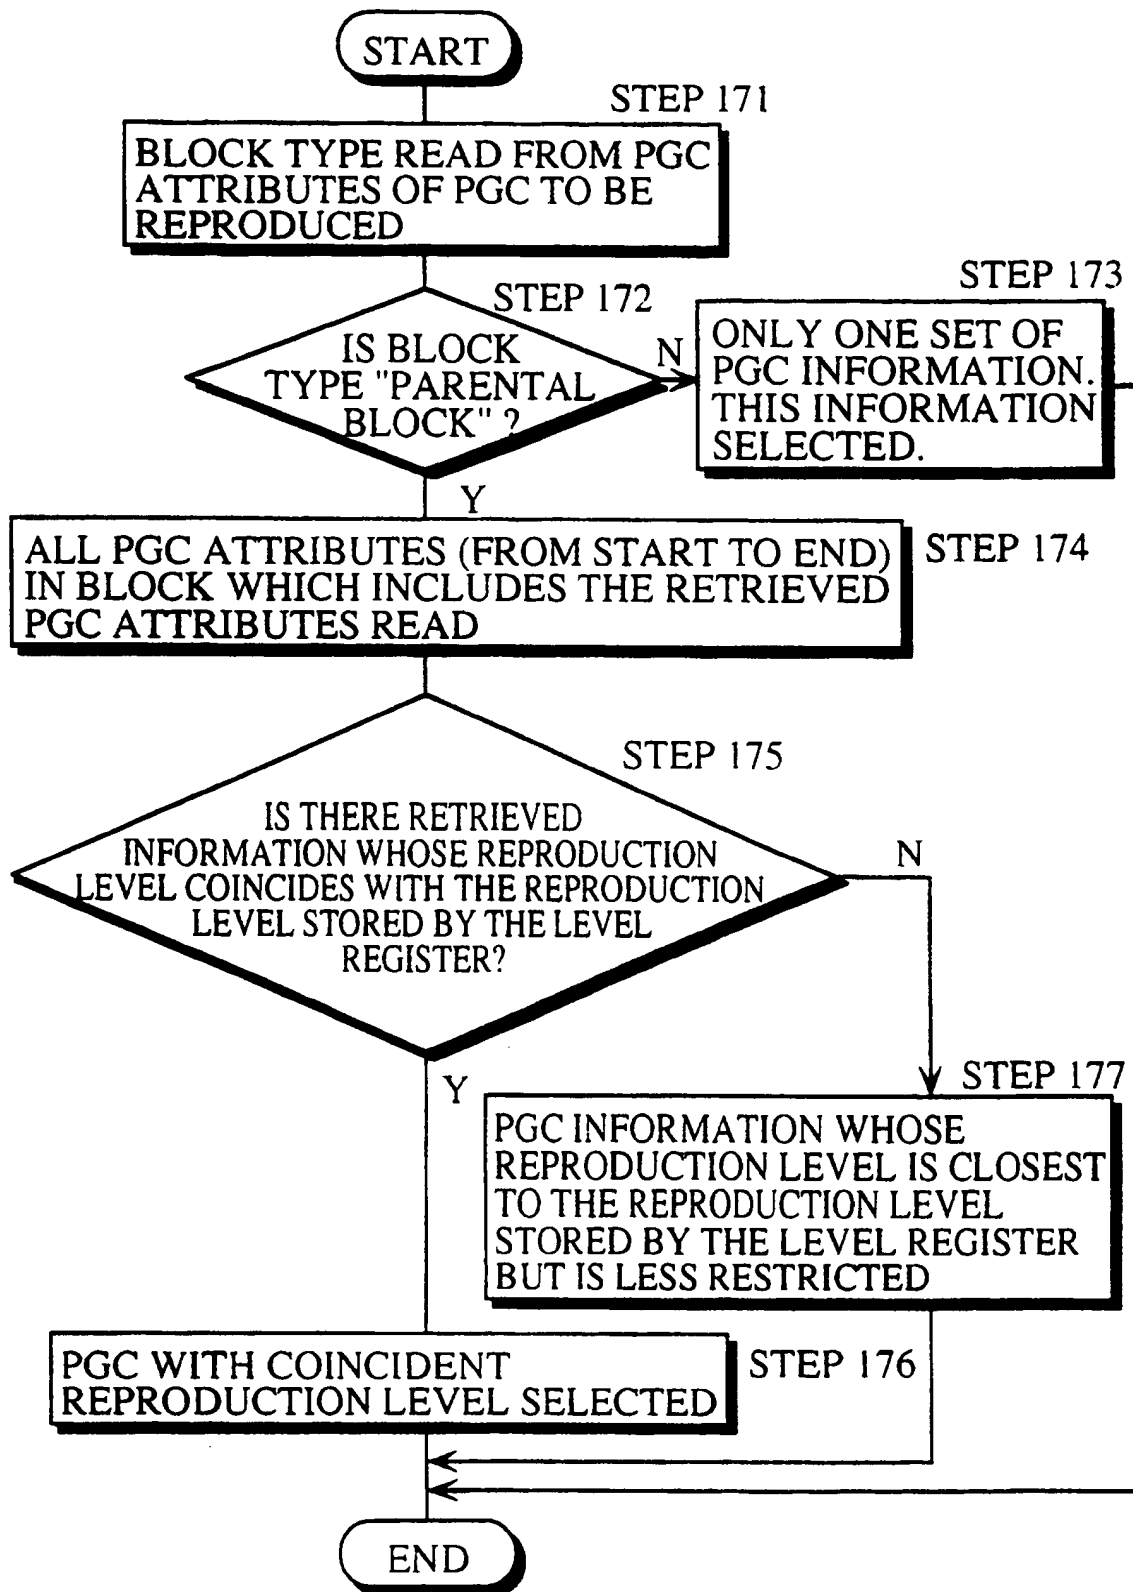 START
STEP 171
BLOCK TYPE READ FROM PGC
ATTRIBUTES OF PGC TO BE
REPRODUCED
STEP 172
IS BLOCK
TYPE "PARENTAL
BLOCK" ?
N
STEP 173
ONLY ONE SET OF
PGC INFORMATION.
THIS INFORMATION
SELECTED.
Y
ALL PGC ATTRIBUTES (FROM START TO END)
IN BLOCK WHICH INCLUDES THE RETRIEVED
PGC ATTRIBUTES READ
STEP 174
STEP 175
IS THERE RETRIEVED
INFORMATION WHOSE REPRODUCTION
LEVEL COINCIDES WITH THE REPRODUCTION
LEVEL STORED BY THE LEVEL
REGISTER?
N
Y
STEP 177
PGC INFORMATION WHOSE
REPRODUCTION LEVEL IS CLOSEST
TO THE REPRODUCTION LEVEL
STORED BY THE LEVEL REGISTER
BUT IS LESS RESTRICTED
PGC WITH COINCIDENT
REPRODUCTION LEVEL SELECTED
STEP 176
END